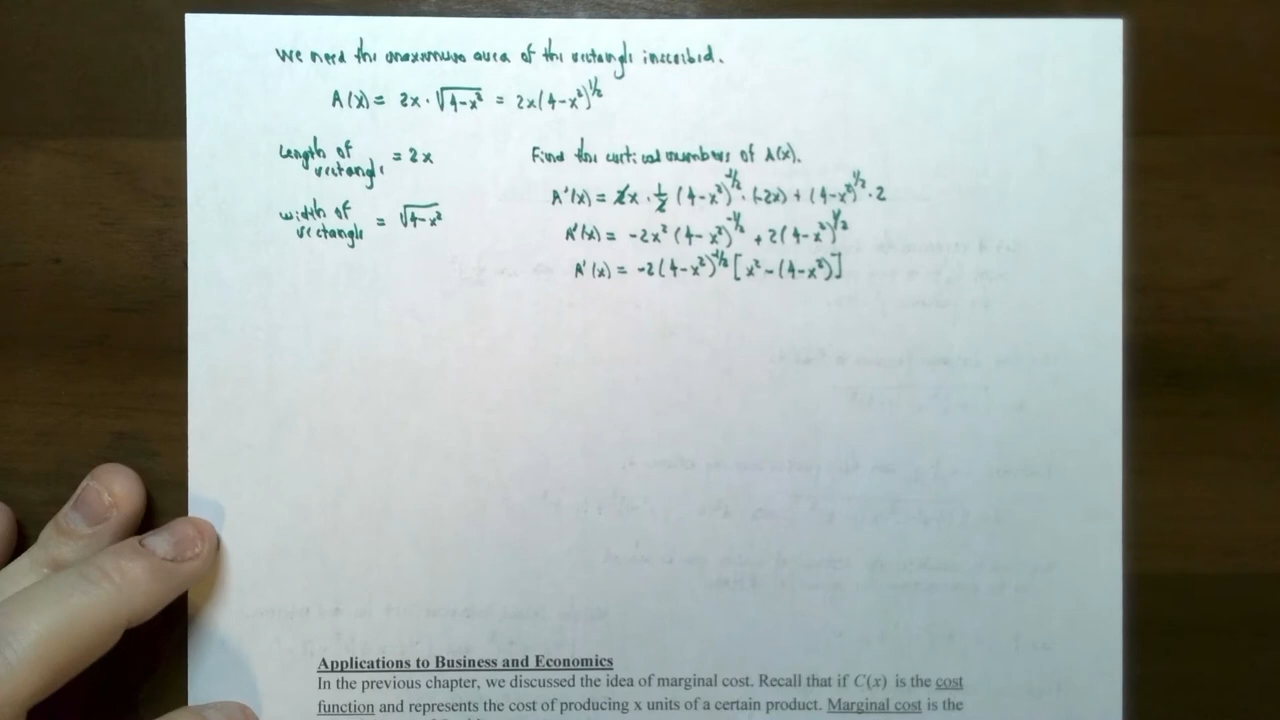 We need the maximum area of the rectangle inscribed.
A(x) = 2x · √(4-x²) = 2x(4-x²)^1/2
Length of rectangle = 2x
width of rectangle = √(4-x²)
Find the critical numbers of A(x).
A'(x) = 2x · 1/2 (4-x²)^-1/2 · (-2x) + (4-x²)^1/2 · 2
A'(x) = -2x² (4-x²)^-1/2 + 2(4-x²)^1/2
A'(x) = -2(4-x²)^-1/2 [x² - (4-x²)]
Applications to Business and Economics
In the previous chapter, we discussed the idea of marginal cost. Recall that if C(x) is the cost
function and represents the cost of producing x units of a certain product. Marginal cost is the